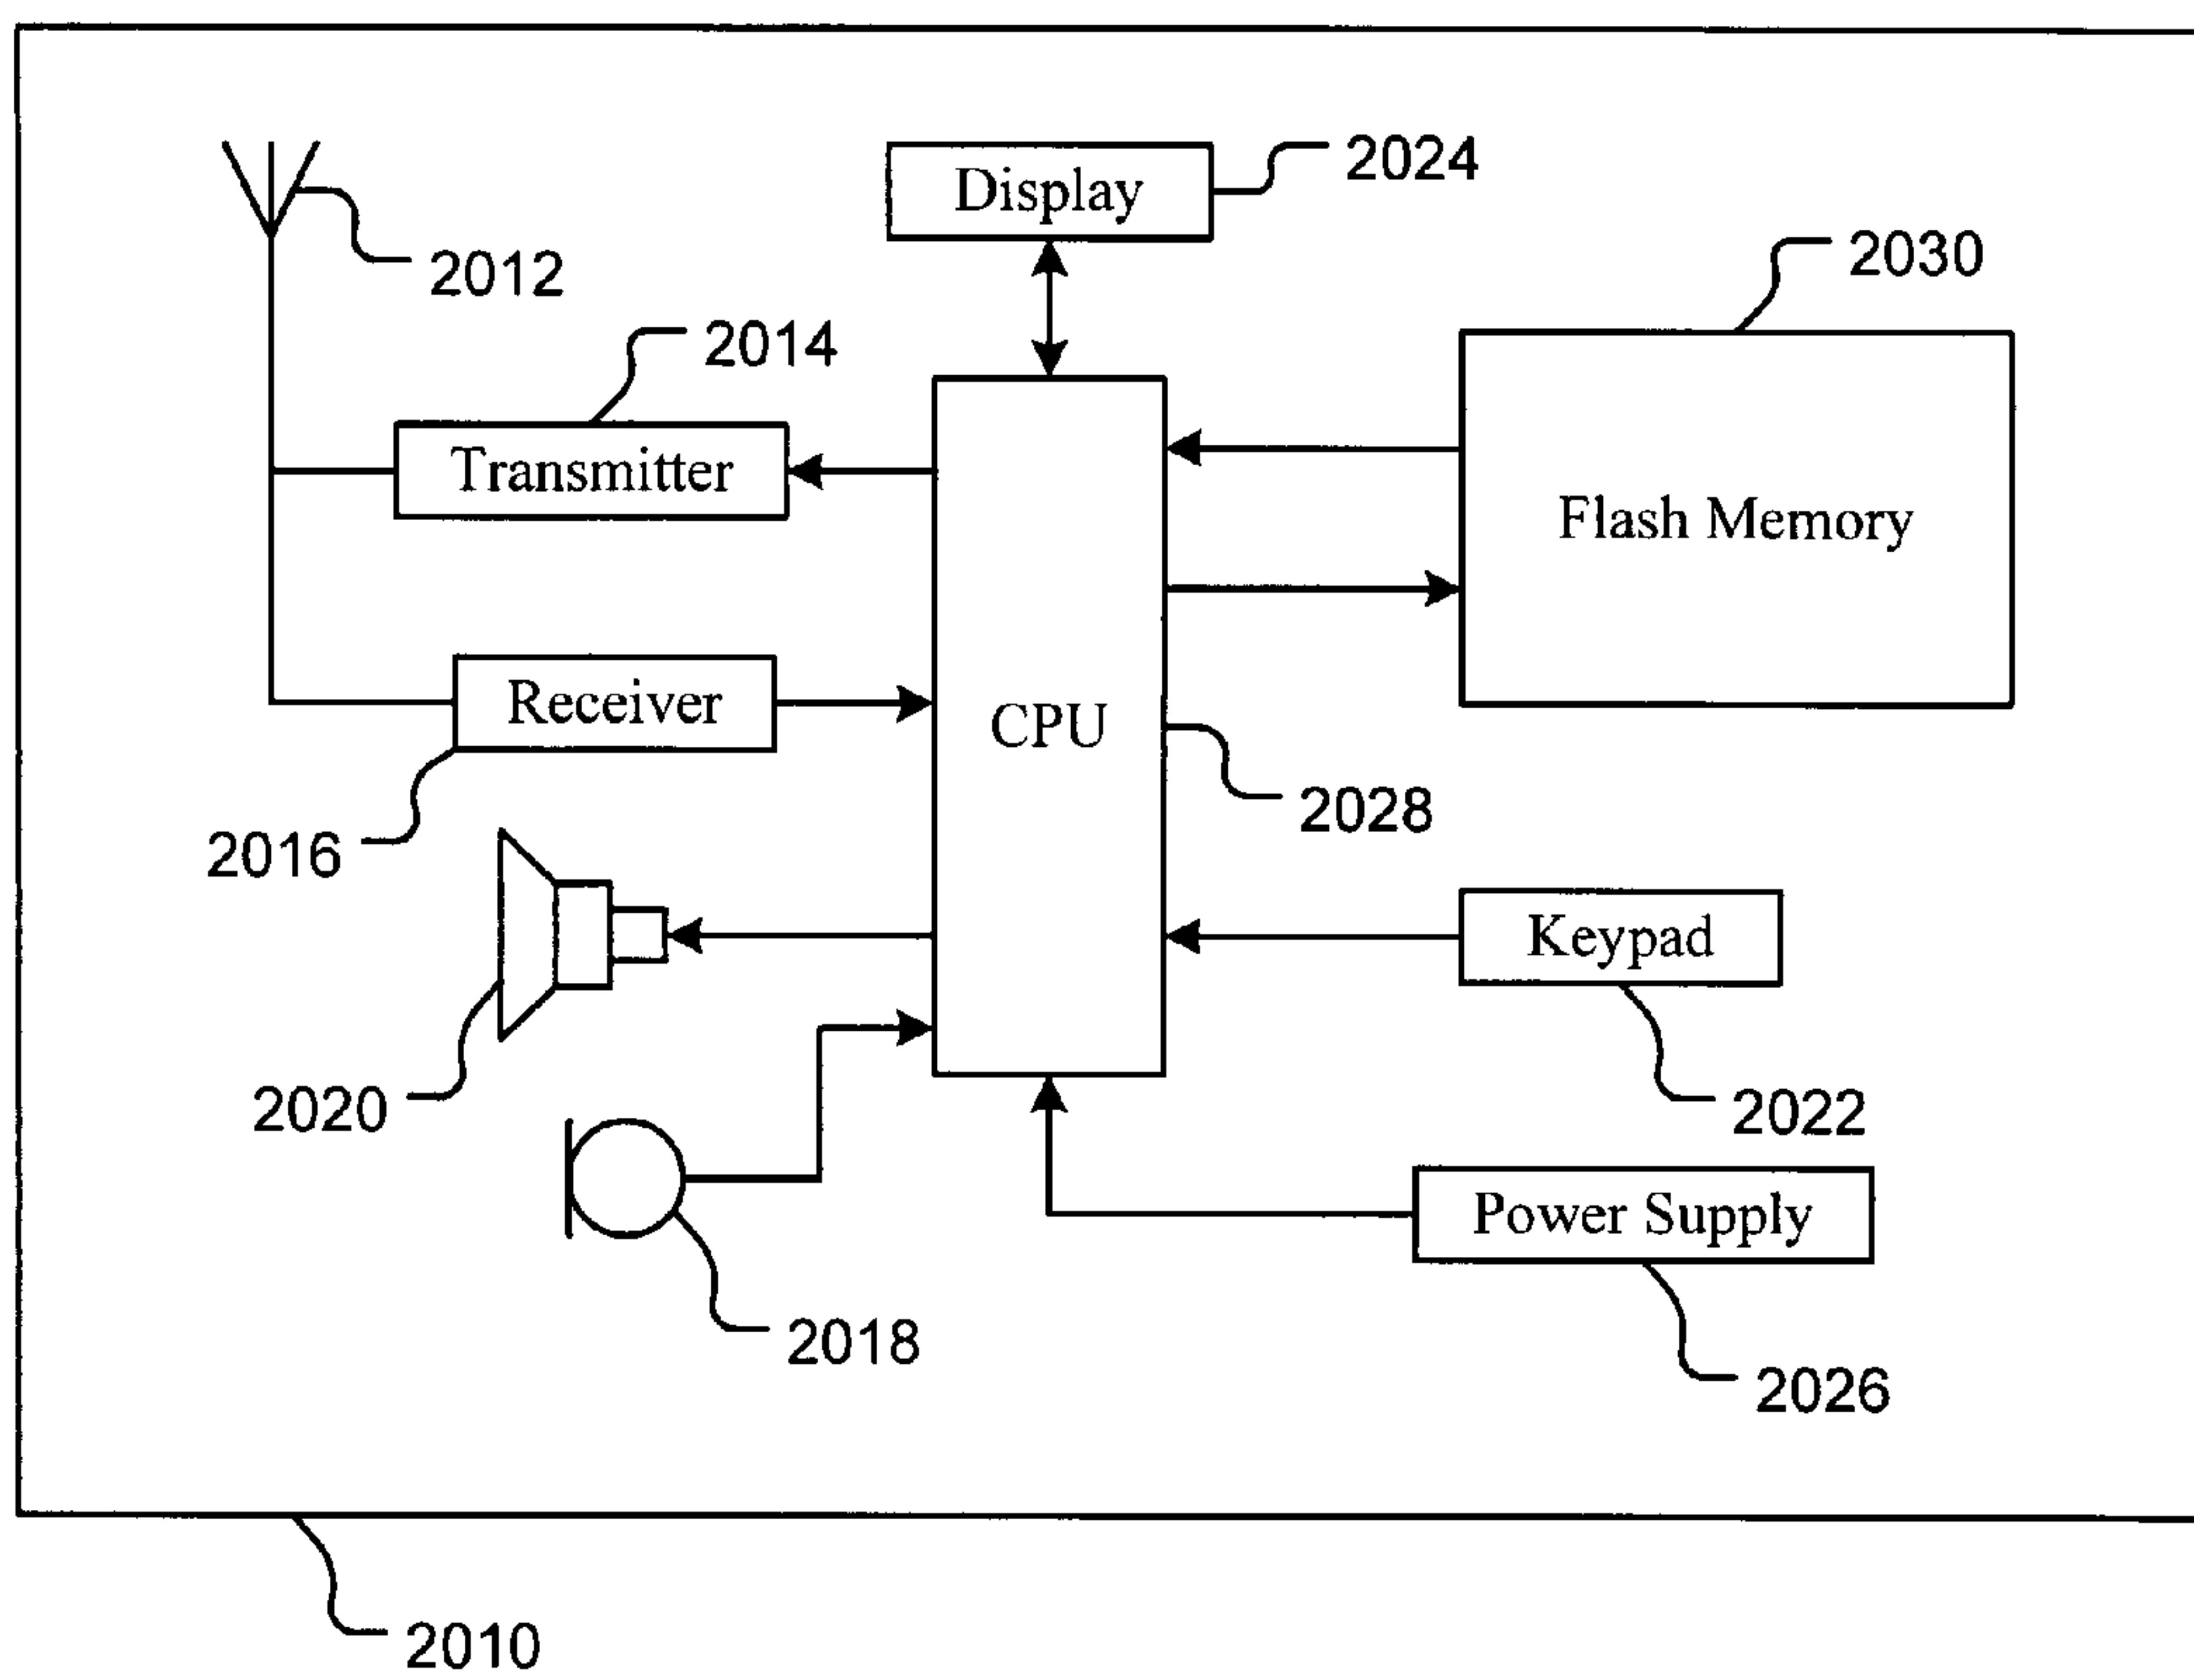 Display
2024
2012
2030
2014
Transmitter
Flash Memory
Receiver
CPU
2028
2016
Keypad
2020
2022
Power Supply
2018
2026
2010